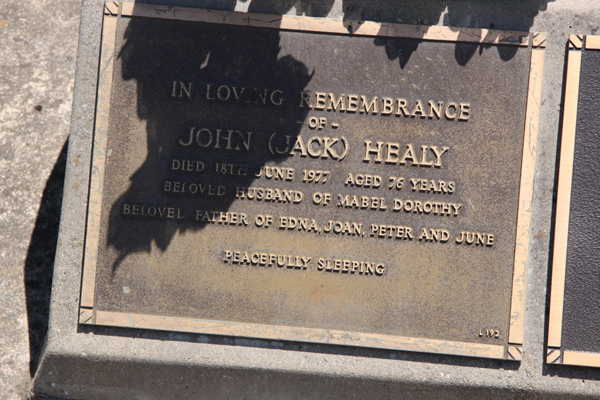 IN LOVING REMEMBRANCE
OF -
JOHN (JACK) HEALY
DIED 18TH JUNE 1977 AGED 76 YEARS
BELOVED HUSBAND OF MABEL DOROTHY
BELOVED FATHER OF EDNA, JOAN, PETER AND JUNE
PEACEFULLY SLEEPING
L 192